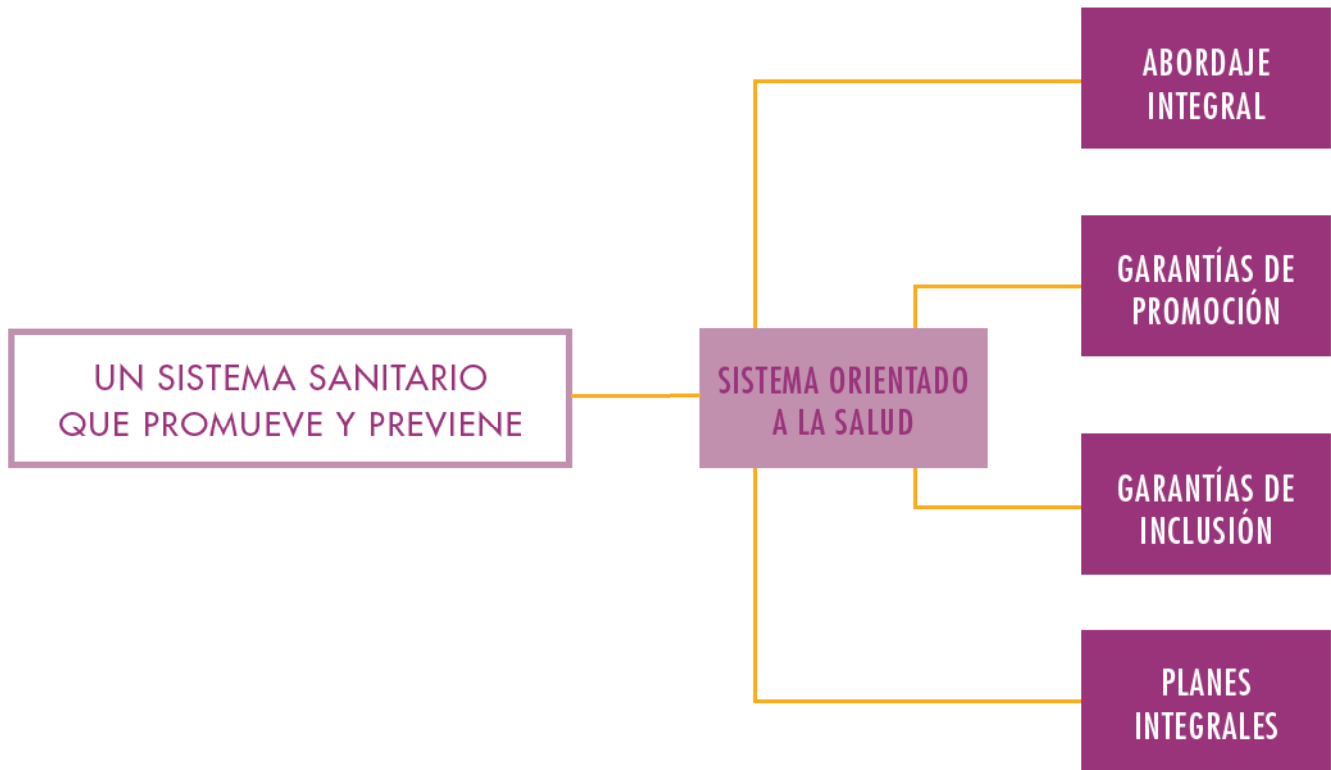 UN SISTEMA SANITARIO
QUE PROMUEVE Y PREVIENE
SISTEMA ORIENTADO
A LA SALUD
ABORDAJE
INTEGRAL
GARANTÍAS DE
PROMOCIÓN
GARANTÍAS DE
INCLUSIÓN
PLANES
INTEGRALES